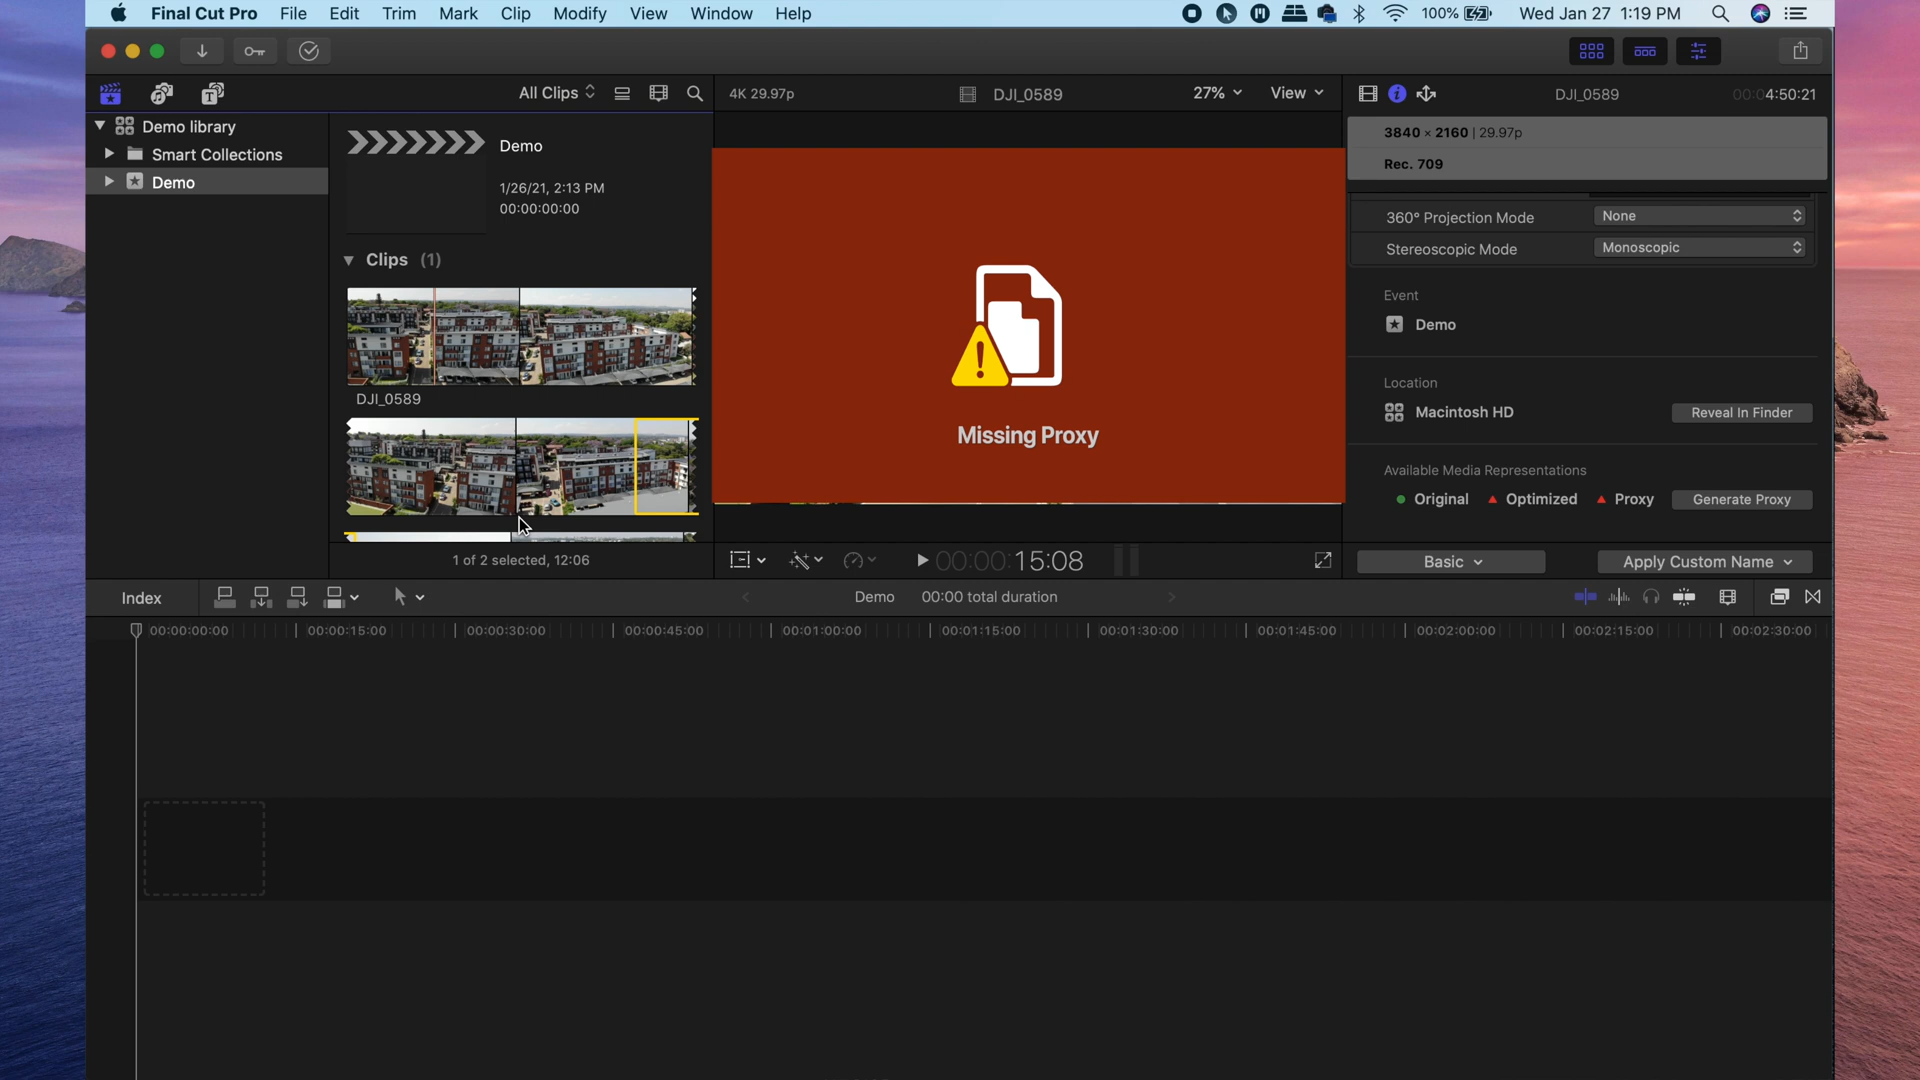 Final Cut Pro File Edit Trim Mark Clip Modify View Window Help 100% Wed Jan 27 1:19 PM
All Clips 4K 29.97p DJI_0589 27% View DJI_0589 00:04:50:21
Demo library
Smart Collections
Demo
Demo
1/26/21, 2:13 PM
00:00:00:00
Clips (1)
DJI_0589
Missing Proxy
3840 × 2160 | 29.97p
Rec. 709
360° Projection Mode None
Stereoscopic Mode Monoscopic
Event
Demo
Location
Macintosh HD Reveal In Finder
Available Media Representations
Original Optimized Proxy Generate Proxy
1 of 2 selected, 12:06 00:00:15:08 Basic Apply Custom Name
Index Demo 00:00 total duration
00:00:00:00 00:00:15:00 00:00:30:00 00:00:45:00 00:01:00:00 00:01:15:00 00:01:30:00 00:01:45:00 00:02:00:00 00:02:15:00 00:02:30:00